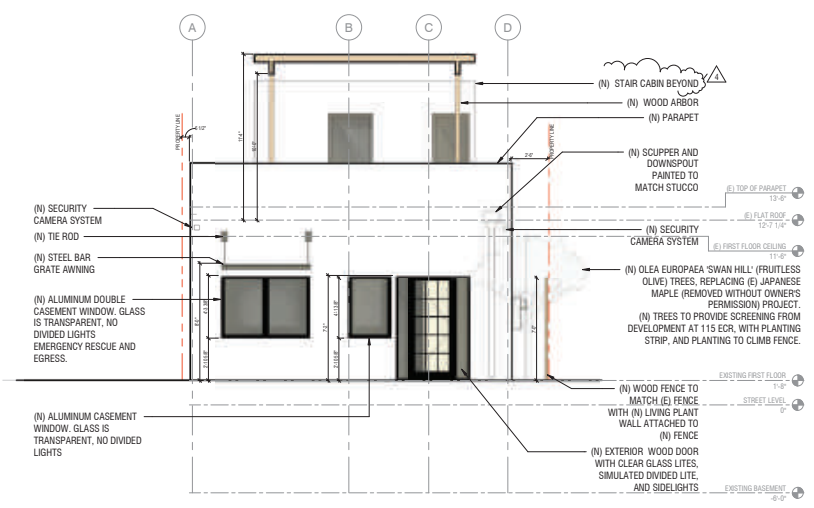 A
B
C
D
4
(N) STAIR CABIN BEYOND
(N) WOOD ARBOR
(N) PARAPET
PROPERTY LINE
PROPERTY LINE
2'-6"
(N) SCUPPER AND
DOWNSPOUT
PAINTED TO
MATCH STUCCO
(E) TOP OF PARAPET
13'-6"
(E) FLAT ROOF
12'-7 1/4"
(N) SECURITY
CAMERA SYSTEM
(N) TIE ROD
(N) STEEL BAR
GRATE AWNING
(N) SECURITY
CAMERA SYSTEM
(E) FIRST FLOOR CEILING
11'-6"
(N) OLEA EUROPAEA 'SWAN HILL' (FRUITLESS
OLIVE) TREES, REPLACING (E) JAPANESE
MAPLE (REMOVED WITHOUT OWNER'S
PERMISSION) PROJECT.
(N) TREES TO PROVIDE SCREENING FROM
DEVELOPMENT AT 115 ECR, WITH PLANTING
STRIP, AND PLANTING TO CLIMB FENCE.
(N) ALUMINUM DOUBLE
CASEMENT WINDOW. GLASS
IS TRANSPARENT, NO
DIVIDED LIGHTS
EMERGENCY RESCUE AND
EGRESS.
EXISTING FIRST FLOOR
STREET LEVEL
0"
(N) WOOD FENCE TO
MATCH (E) FENCE
WITH (N) LIVING PLANT
WALL ATTACHED TO
(N) FENCE
(N) ALUMINUM CASEMENT
WINDOW. GLASS IS
TRANSPARENT, NO DIVIDED
LIGHTS
(N) EXTERIOR WOOD DOOR
WITH CLEAR GLASS LITES,
SIMULATED DIVIDED LITE,
AND SIDELIGHTS
EXISTING BASEMENT